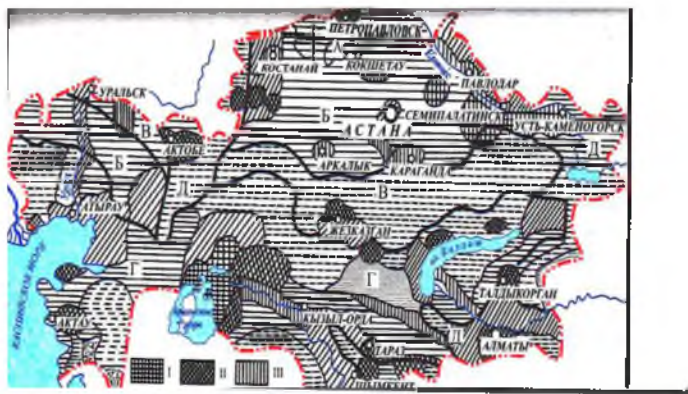 ПЕТРОПАВЛОВСК
А
КОСТАНАЙ
КОКШЕТАУ
ПАВЛОДАР
УРАЛЬСК
В
СЕМИПАЛАТИНСК
УСТЬ-КАМЕНОГОРСК
Б
АСТАНА
АКТОБЕ
Д
Б
АРКАЛЫК
КАРАГАНДА
Д
В
АТЫРАУ
ЖЕЗКАЗГАН
Г
Г
ТАЛДЫКОРГАН
КАСПИЙСКОЕ МОРЕ
АКТАУ
КЫЗЫЛ-ОРДА
Д
АЛМАТЫ
ТАРАЗ
I II III
ШЫМКЕНТ